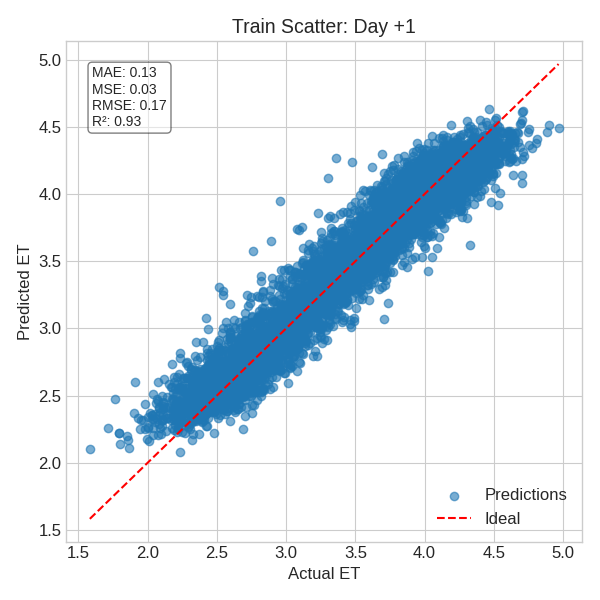 Train Scatter: Day +1
MAE: 0.13
MSE: 0.03
RMSE: 0.17
R²: 0.93
Predicted ET
5.0
4.5
4.0
3.5
3.0
2.5
2.0
1.5
Predictions
Ideal
1.5 2.0 2.5 3.0 3.5 4.0 4.5 5.0
Actual ET